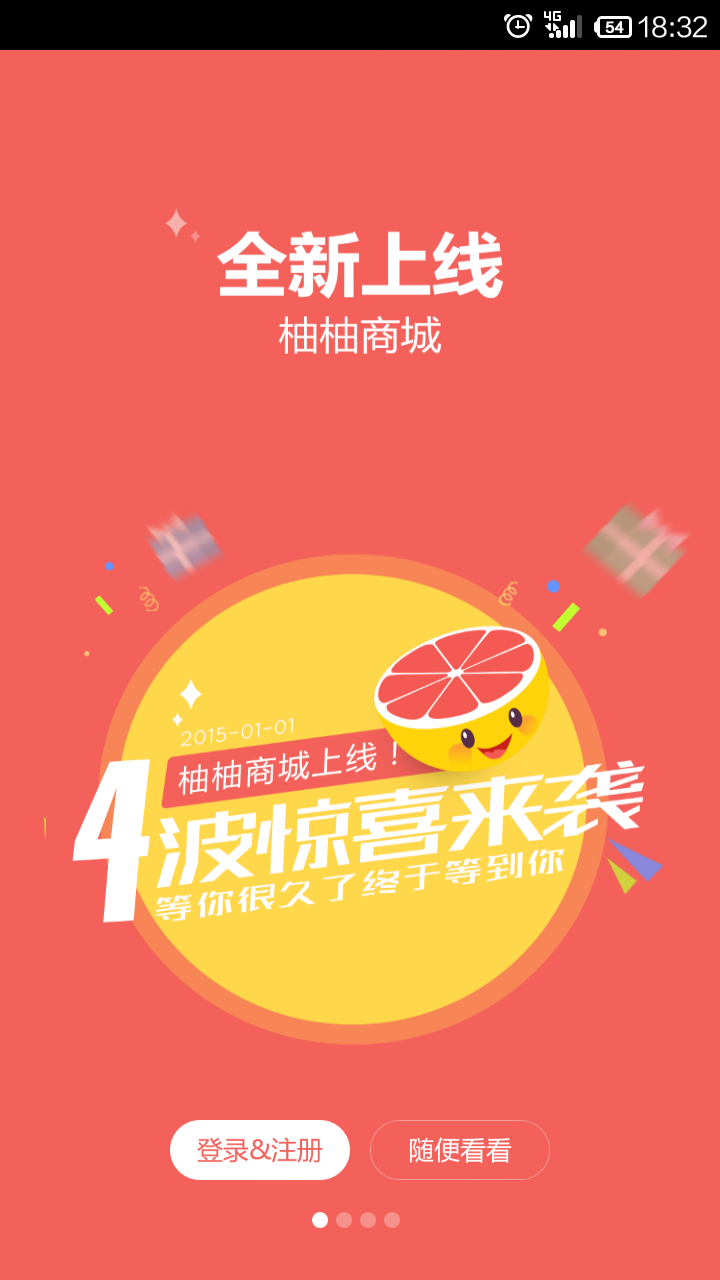 4G 54 18:32
全新上线
柚柚商城
2015-01-01
柚柚商城上线！
4波惊喜来袭
等你很久了终于等到你
登录&注册
随便看看